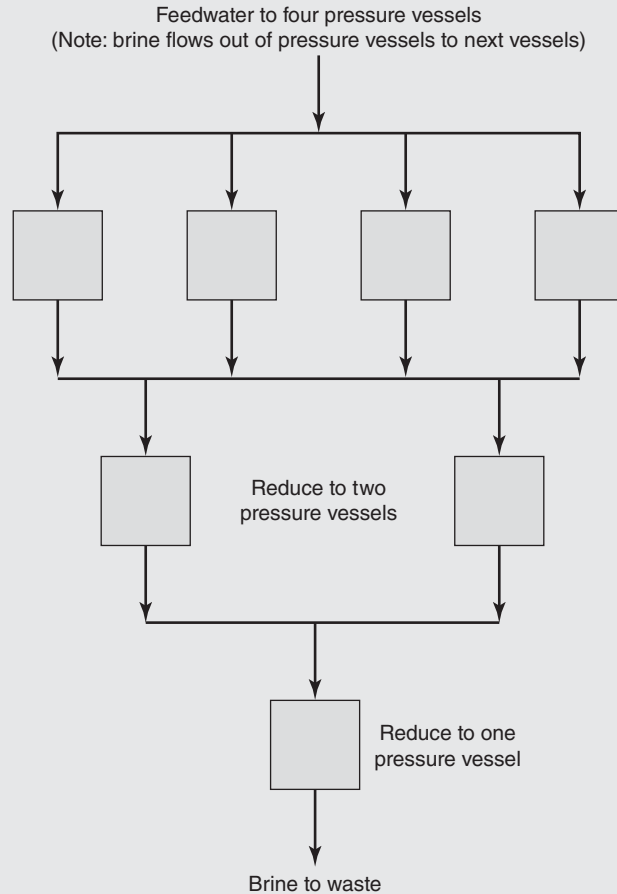 Feedwater to four pressure vessels
(Note: brine flows out of pressure vessels to next vessels)
Reduce to two
pressure vessels
Reduce to one
pressure vessel
Brine to waste